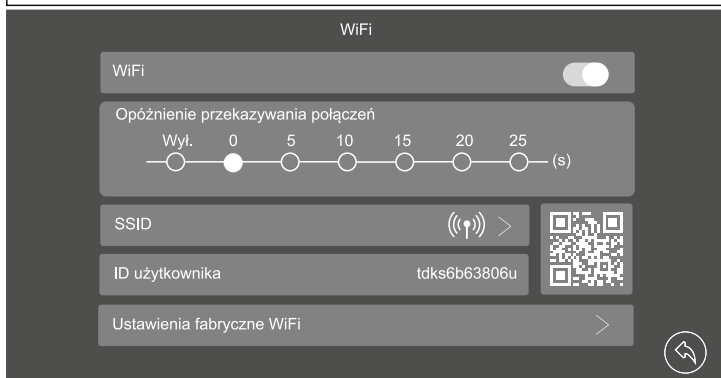 WiFi
WiFi
Opóźnienie przekazywania połączeń
Wył. 0 5 10 15 20 25
(s)
SSID
ID użytkownika tdks6b63806u
Ustawienia fabryczne WiFi